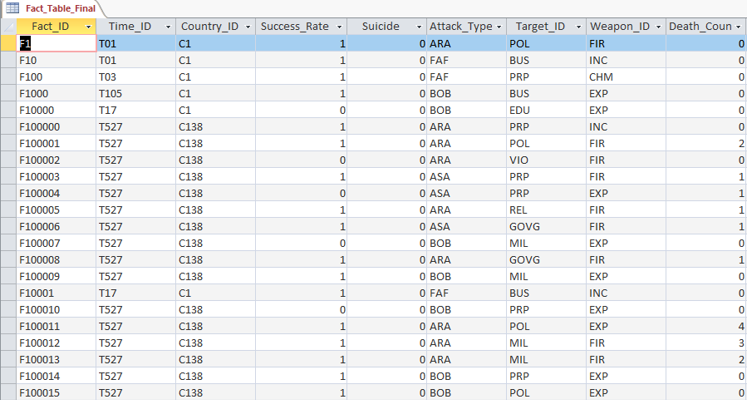 Fact_Table_Final
Fact_ID Time_ID Country_ID Success_Rate Suicide Attack_Type Target_ID Weapon_ID Death_Coun
F1 T01 C1 1 0 ARA POL FIR 0
F10 T01 C1 1 0 FAF BUS INC 0
F100 T03 C1 1 0 FAF PRP CHM 0
F1000 T105 C1 1 0 BOB BUS EXP 0
F10000 T17 C1 0 0 BOB EDU EXP 0
F100000 T527 C138 1 0 ARA PRP INC 0
F100001 T527 C138 1 0 ARA POL FIR 2
F100002 T527 C138 0 0 ARA VIO FIR 0
F100003 T527 C138 1 0 ASA PRP FIR 1
F100004 T527 C138 0 0 ASA PRP EXP 1
F100005 T527 C138 1 0 ARA REL FIR 1
F100006 T527 C138 1 0 ASA GOVG FIR 1
F100007 T527 C138 0 0 BOB MIL EXP 0
F100008 T527 C138 1 0 ARA GOVG FIR 1
F100009 T527 C138 1 0 BOB MIL EXP 0
F10001 T17 C1 1 0 FAF BUS INC 0
F100010 T527 C138 0 0 BOB PRP EXP 0
F100011 T527 C138 1 0 ARA POL EXP 4
F100012 T527 C138 1 0 ARA MIL FIR 3
F100013 T527 C138 1 0 ARA MIL FIR 2
F100014 T527 C138 1 0 BOB PRP EXP 0
F100015 T527 C138 1 0 BOB POL EXP 0